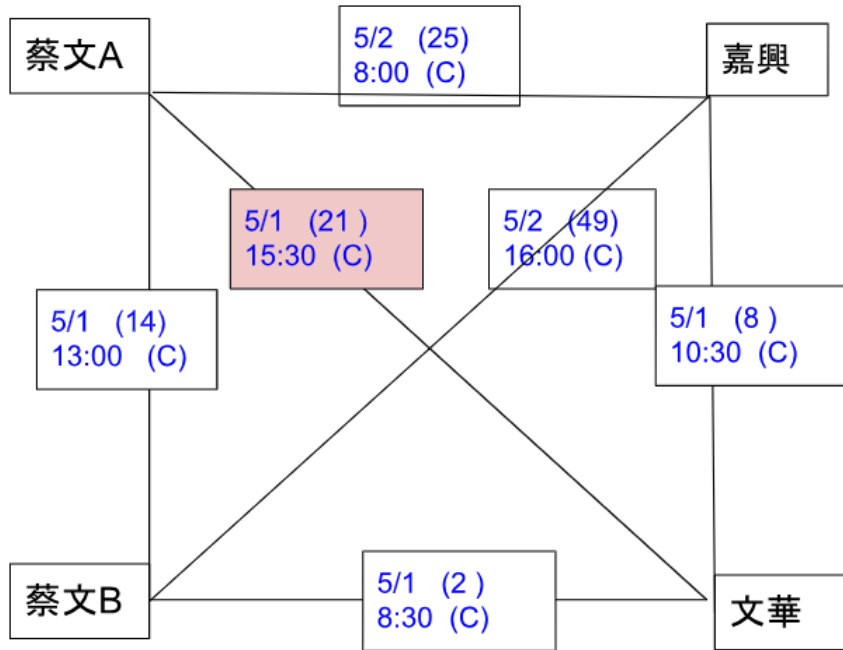 蔡文A
5/2 (25)
8:00 (C)
嘉興
5/1 (21 )
15:30 (C)
5/2 (49)
16:00 (C)
5/1 (14)
13:00 (C)
5/1 (8 )
10:30 (C)
蔡文B
5/1 (2 )
8:30 (C)
文華